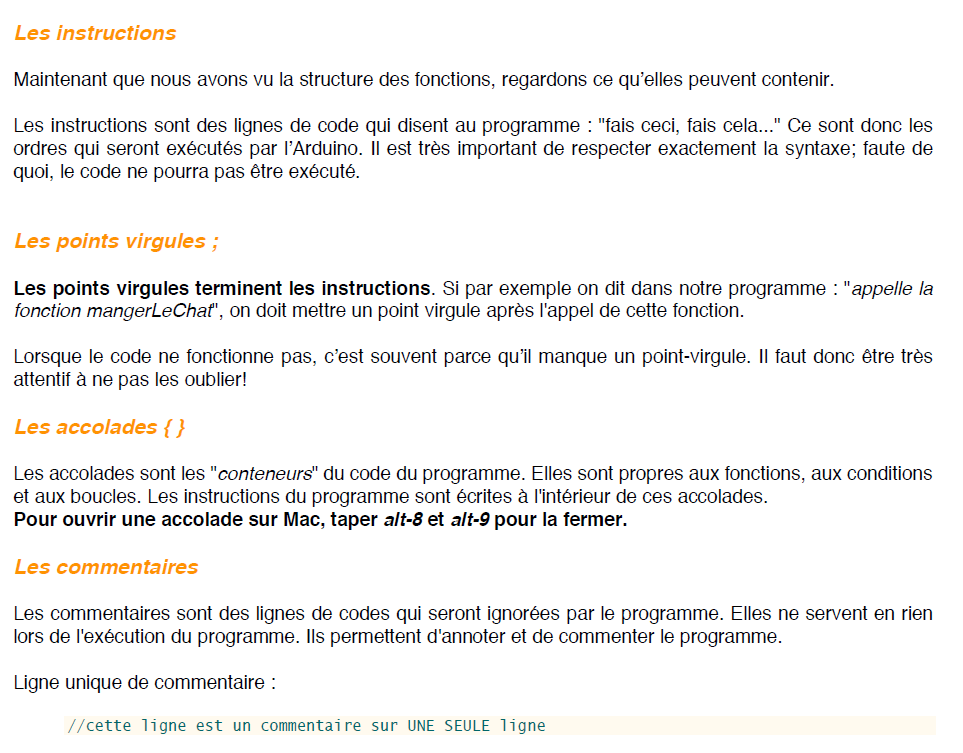 Les instructions
Maintenant que nous avons vu la structure des fonctions, regardons ce qu’elles peuvent contenir.
Les instructions sont des lignes de code qui disent au programme : "fais ceci, fais cela..." Ce sont donc les
ordres qui seront exécutés par l’Arduino. Il est très important de respecter exactement la syntaxe; faute de
quoi, le code ne pourra pas être exécuté.
Les points virgules ;
Les points virgules terminent les instructions. Si par exemple on dit dans notre programme : "appelle la
fonction mangerLeChat", on doit mettre un point virgule après l'appel de cette fonction.
Lorsque le code ne fonctionne pas, c’est souvent parce qu’il manque un point-virgule. Il faut donc être très
attentif à ne pas les oublier!
Les accolades { }
Les accolades sont les "conteneurs" du code du programme. Elles sont propres aux fonctions, aux conditions
et aux boucles. Les instructions du programme sont écrites à l'intérieur de ces accolades.
Pour ouvrir une accolade sur Mac, taper alt-8 et alt-9 pour la fermer.
Les commentaires
Les commentaires sont des lignes de codes qui seront ignorées par le programme. Elles ne servent en rien
lors de l'exécution du programme. Ils permettent d'annoter et de commenter le programme.
Ligne unique de commentaire :
//cette ligne est un commentaire sur UNE SEULE ligne